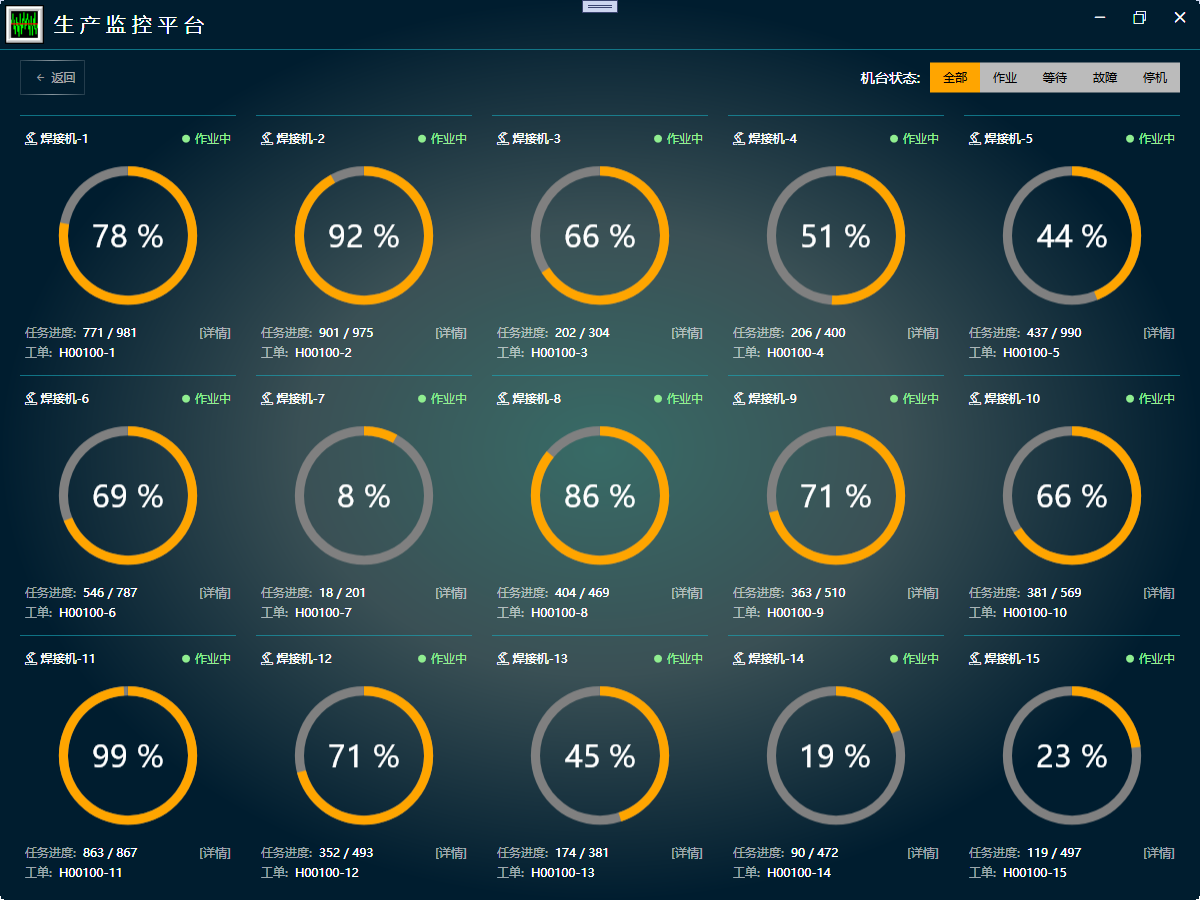 生产监控平台
返回
机台状态: 全部 作业 等待 故障 停机
焊接机-1 作业中
78 %
任务进度: 771 / 981 [详情]
工单: H00100-1
焊接机-2 作业中
92 %
任务进度: 901 / 975 [详情]
工单: H00100-2
焊接机-3 作业中
66 %
任务进度: 202 / 304 [详情]
工单: H00100-3
焊接机-4 作业中
51 %
任务进度: 206 / 400 [详情]
工单: H00100-4
焊接机-5 作业中
44 %
任务进度: 437 / 990 [详情]
工单: H00100-5
焊接机-6 作业中
69 %
任务进度: 546 / 787 [详情]
工单: H00100-6
焊接机-7 作业中
8 %
任务进度: 18 / 201 [详情]
工单: H00100-7
焊接机-8 作业中
86 %
任务进度: 404 / 469 [详情]
工单: H00100-8
焊接机-9 作业中
71 %
任务进度: 363 / 510 [详情]
工单: H00100-9
焊接机-10 作业中
66 %
任务进度: 381 / 569 [详情]
工单: H00100-10
焊接机-11 作业中
99 %
任务进度: 863 / 867 [详情]
工单: H00100-11
焊接机-12 作业中
71 %
任务进度: 352 / 493 [详情]
工单: H00100-12
焊接机-13 作业中
45 %
任务进度: 174 / 381 [详情]
工单: H00100-13
焊接机-14 作业中
19 %
任务进度: 90 / 472 [详情]
工单: H00100-14
焊接机-15 作业中
23 %
任务进度: 119 / 497 [详情]
工单: H00100-15